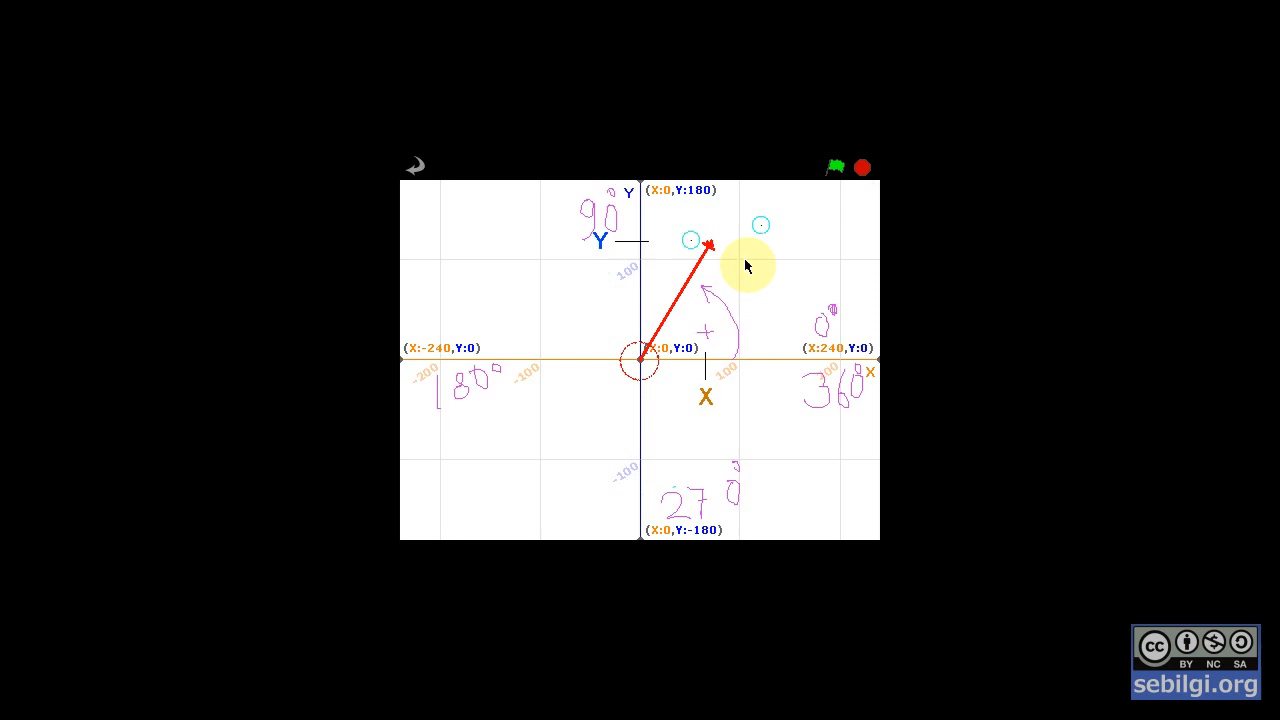 Y (X:0,Y:180)
90°
Y
100
0°
(X:-240,Y:0) (X:0,Y:0) (X:240,Y:0)
-200 -100 100 200 X
180° 360°
X
-100
270°
(X:0,Y:-180)
cc BY NC SA
sebilgi.org